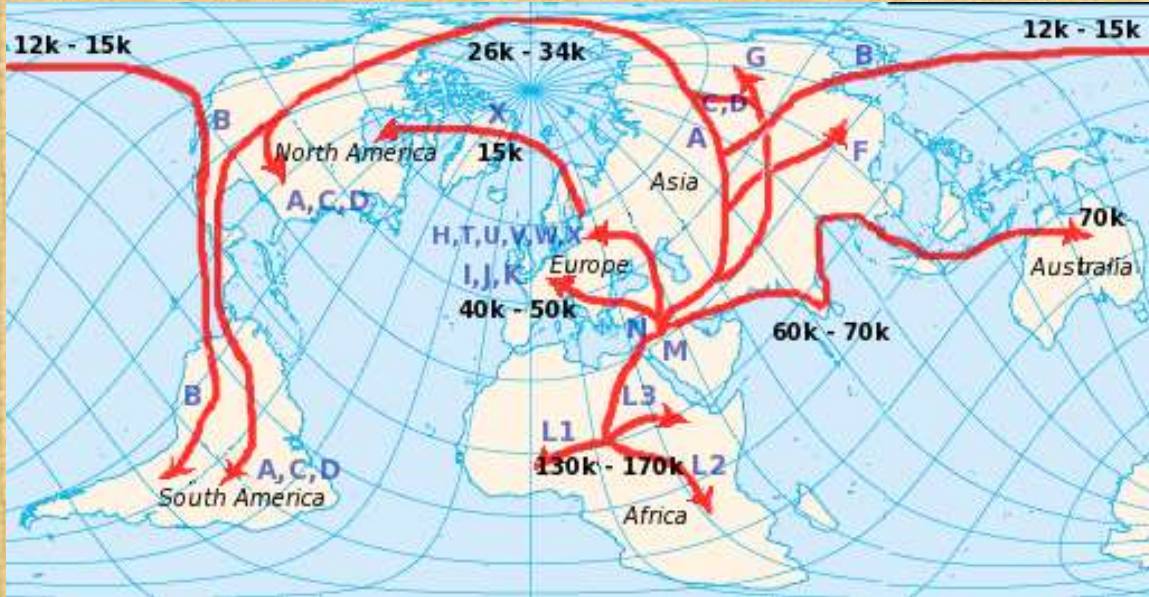 12k - 15k
26k - 34k
12k - 15k
G
B
C,D
B
X
A
North America
15k
F
Asia
A,C,D
H,T,U,V,W,X
70k
I,J,K
Europe
Australia
40k - 50k
N
M
60k - 70k
B
L3
L1
130k - 170k
L2
A,C,D
South America
Africa